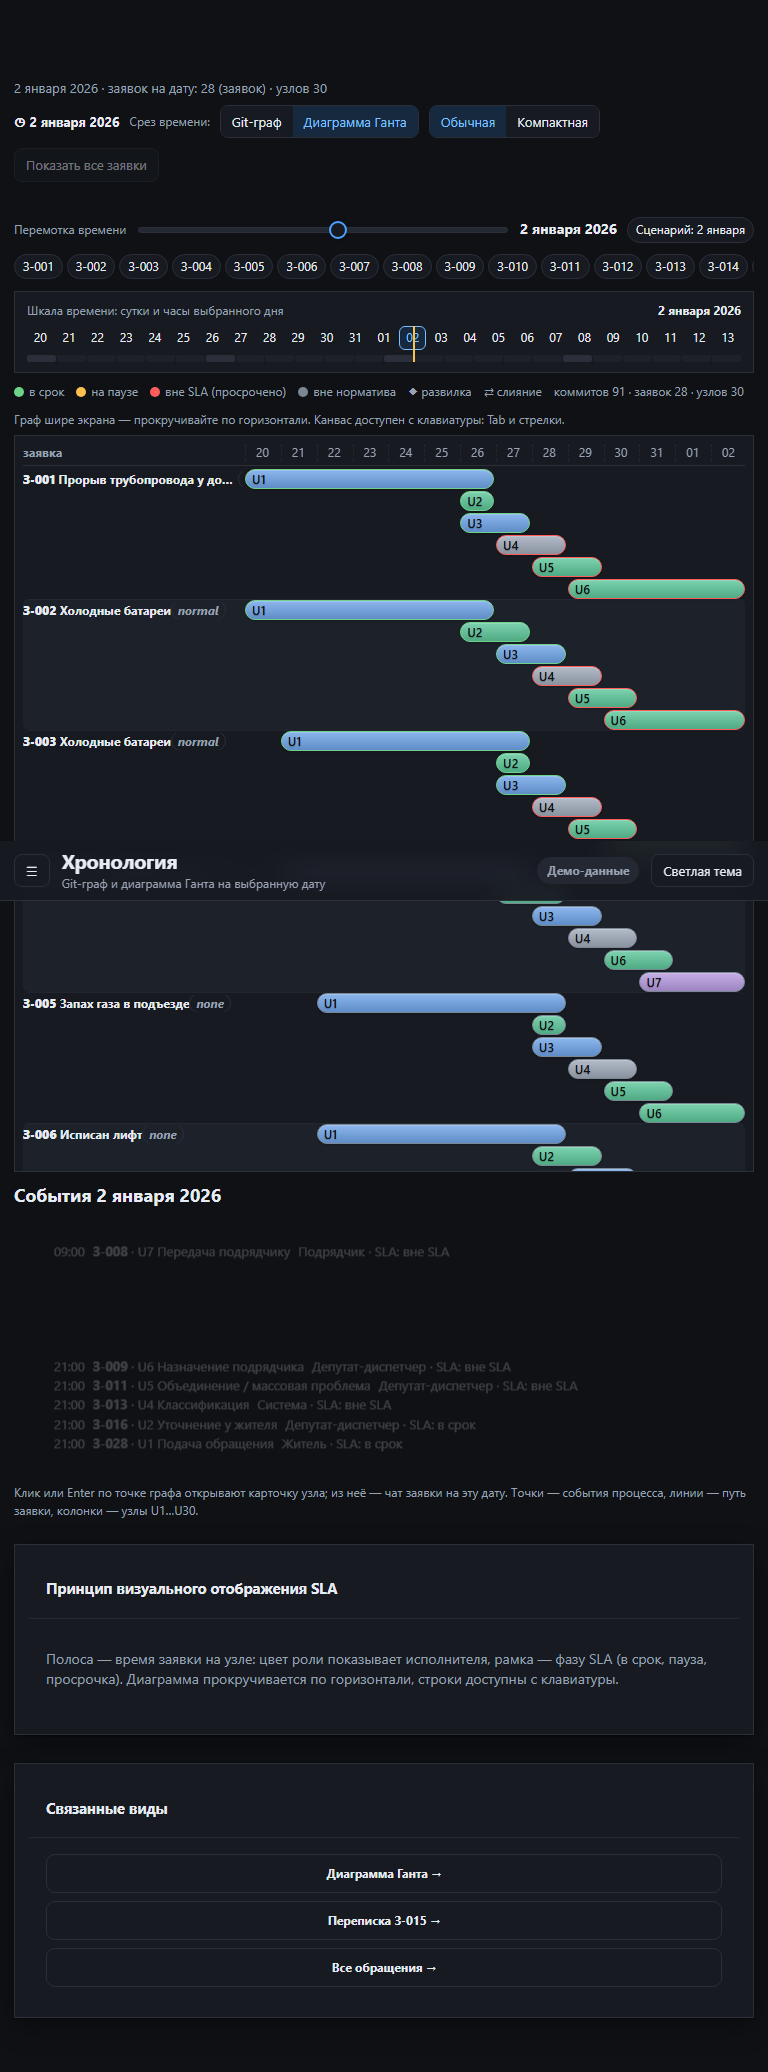 2 января 2026 · заявок на дату: 28 (заявок) · узлов 30
◷ 2 января 2026 Срез времени: Git-граф Диаграмма Ганта Обычная Компактная
Показать все заявки
Перемотка времени 2 января 2026 Сценарий: 2 января
З-001 З-002 З-003 З-004 З-005 З-006 З-007 З-008 З-009 З-010 З-011 З-012 З-013 З-014
Шкала времени: сутки и часы выбранного дня 2 января 2026
20 21 22 23 24 25 26 27 28 29 30 31 01 02 03 04 05 06 07 08 09 10 11 12 13
в срок на паузе вне SLA (просрочено) вне норматива ◆ развилка ⇄ слияние коммитов 91 · заявок 28 · узлов 30
Граф шире экрана — прокручивайте по горизонтали. Канвас доступен с клавиатуры: Tab и стрелки.
заявка 20 21 22 23 24 25 26 27 28 29 30 31 01 02
З-001 Прорыв трубопровода у до... U1
U2
U3
U4
U5
U6
З-002 Холодные батареи normal U1
U2
U3
U4
U5
U6
З-003 Холодные батареи normal U1
U2
U3
U4
U5
☰ Хронология Демо-данные Светлая тема
Git-граф и диаграмма Ганта на выбранную дату
U3
U4
U6
U7
З-005 Запах газа в подъезде none U1
U2
U3
U4
U5
U6
З-006 Исписан лифт none U1
U2
События 2 января 2026
09:00 З-008 · U7 Передача подрядчику Подрядчик · SLA: вне SLA
21:00 З-009 · U6 Назначение подрядчика Депутат-диспетчер · SLA: вне SLA
21:00 З-011 · U5 Объединение / массовая проблема Депутат-диспетчер · SLA: вне SLA
21:00 З-013 · U4 Классификация Система · SLA: вне SLA
21:00 З-016 · U2 Уточнение у жителя Депутат-диспетчер · SLA: в срок
21:00 З-028 · U1 Подача обращения Житель · SLA: в срок
Клик или Enter по точке графа открывают карточку узла; из неё — чат заявки на эту дату. Точки — события процесса, линии — путь
заявки, колонки — узлы U1...U30.
Принцип визуального отображения SLA
Полоса — время заявки на узле: цвет роли показывает исполнителя, рамка — фазу SLA (в срок, пауза,
просрочка). Диаграмма прокручивается по горизонтали, строки доступны с клавиатуры.
Связанные виды
Диаграмма Ганта →
Переписка З-015 →
Все обращения →